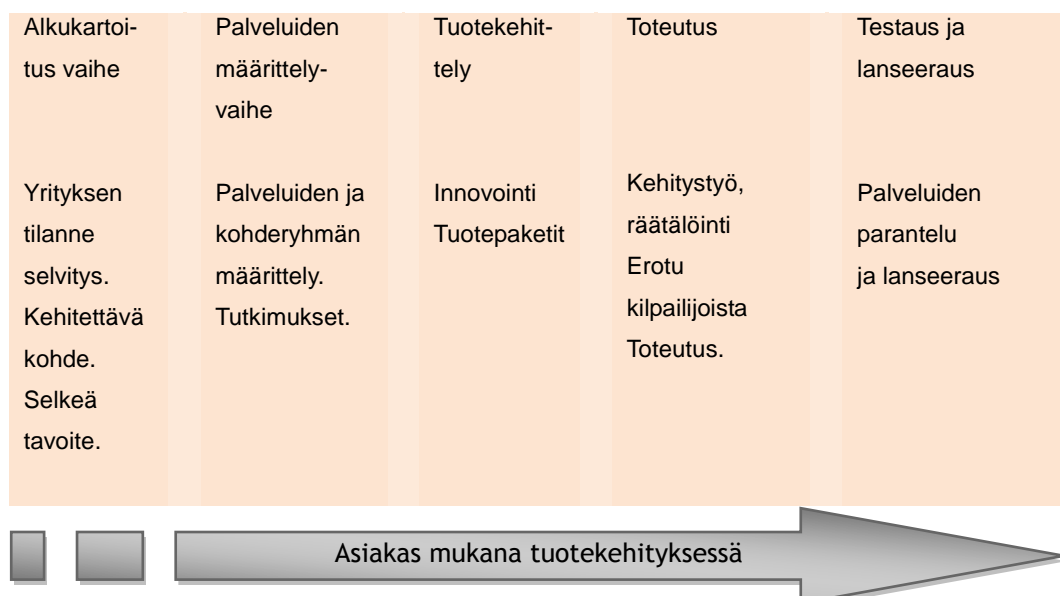 Alkukartoi-
tus vaihe
Yrityksen
tilanne
selvitys.
Kehitettävä
kohde.
Selkeä
tavoite.
Palveluiden
määrittely-
vaihe
Palveluiden ja
kohderyhmän
määrittely.
Tutkimukset.
Tuotekehit-
tely
Innovointi
Tuotepaketit
Toteutus
Kehitystyö,
räätälöinti
Erotu
kilpailijoista
Toteutus.
Testaus ja
lanseeraus
Palveluiden
parantelu
ja lanseeraus
Asiakas mukana tuotekehityksessä